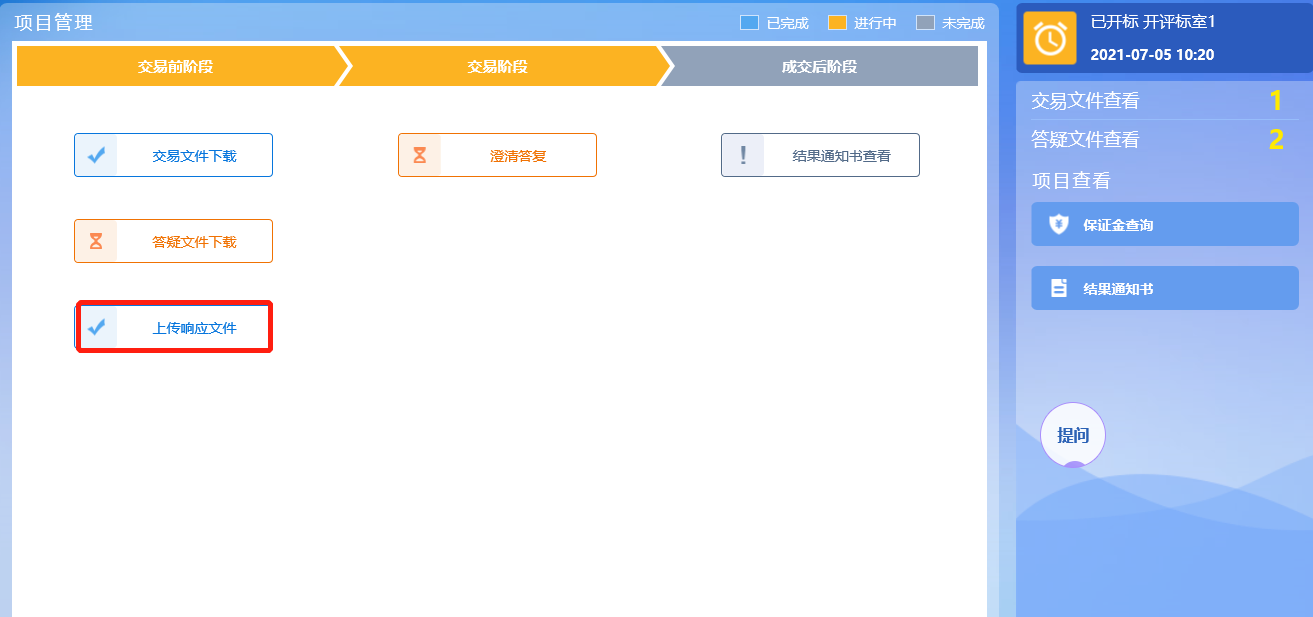 项目管理
已完成
进行中
未完成
交易前阶段
交易阶段
成交后阶段
交易文件下载
澄清答复
结果通知书查看
答疑文件下载
上传响应文件
已开标 开评标室1
2021-07-05 10:20
交易文件查看 1
答疑文件查看 2
项目查看
保证金查询
结果通知书
提问